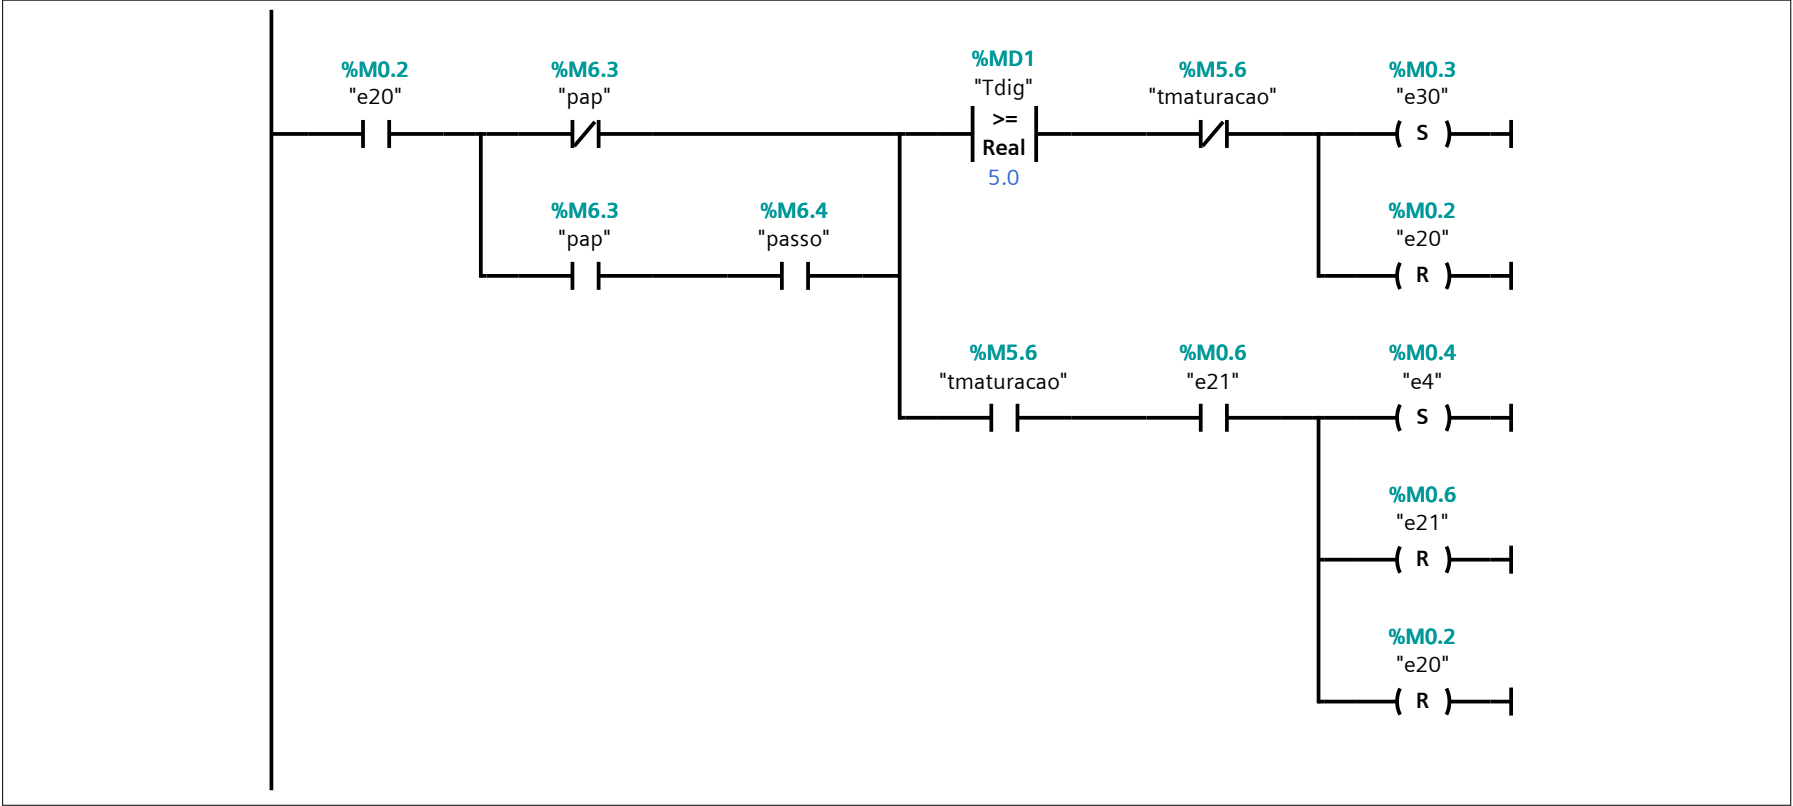 %MD1
%M0.2 %M6.3 "Tdig" %M5.6 %M0.3
"e20" "pap" >= "tmaturacao" "e30"
Real S
5.0
%M6.3 %M6.4 %M0.2
"pap" "passo" "e20"
R
%M5.6 %M0.6 %M0.4
"tmaturacao" "e21" "e4"
S
%M0.6
"e21"
R
%M0.2
"e20"
R